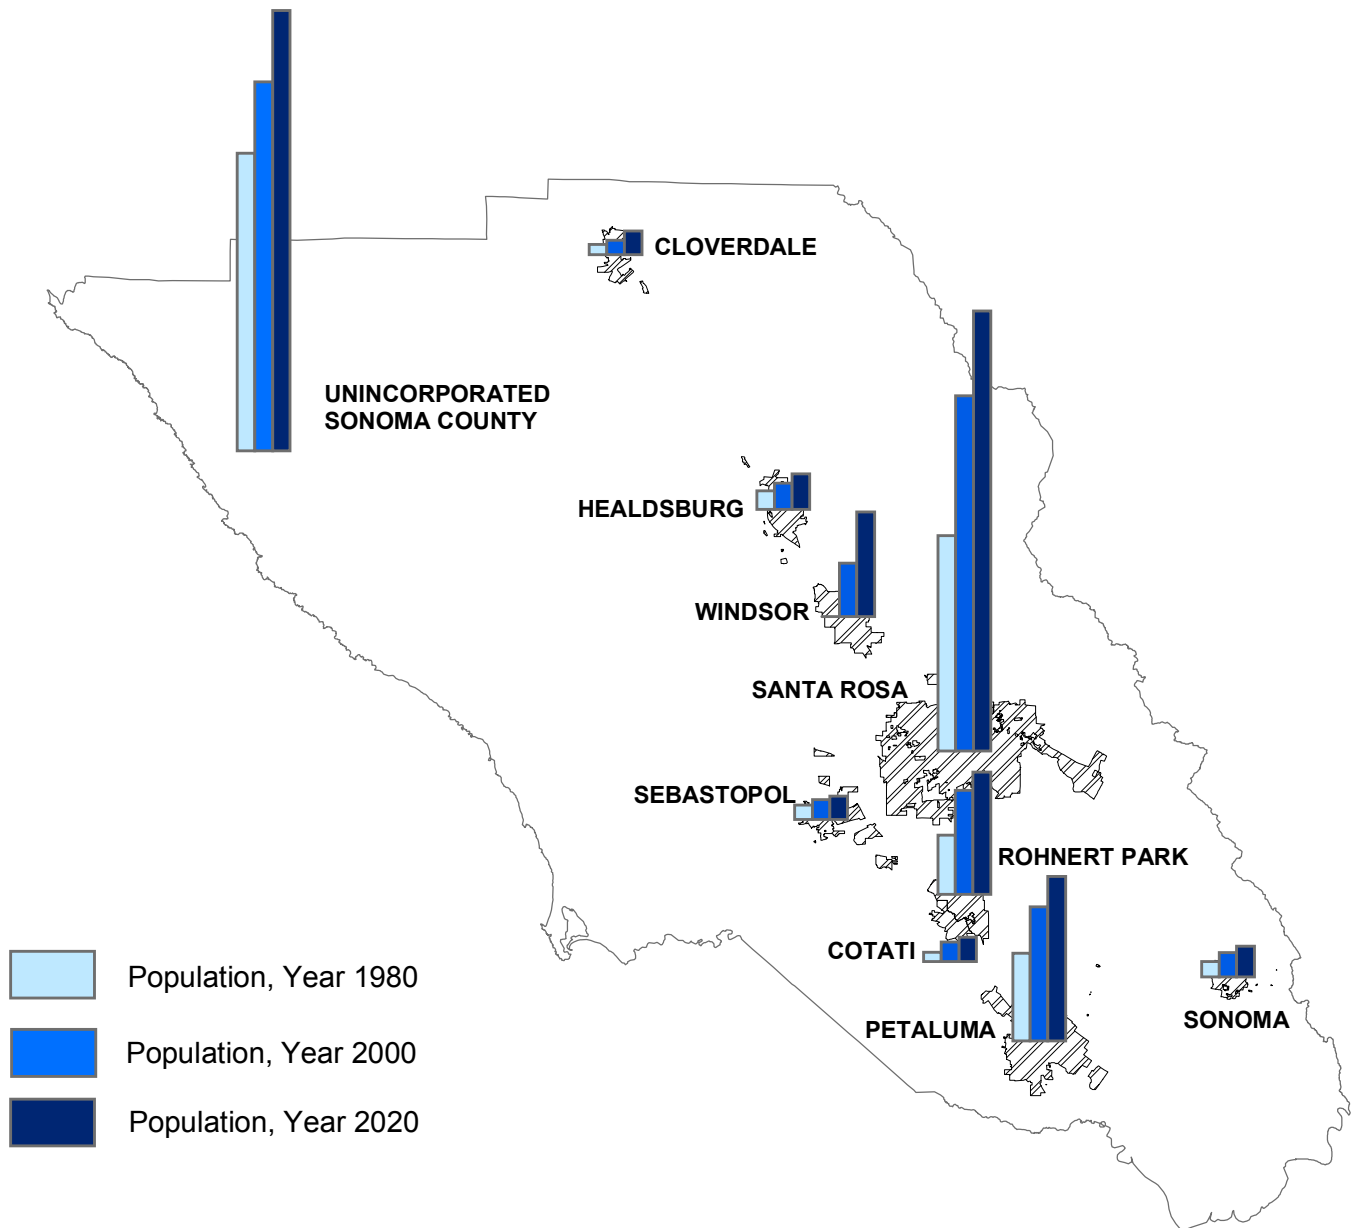 CLOVERDALE
UNINCORPORATED
SONOMA COUNTY
HEALDSBURG
WINDSOR
SANTA ROSA
SEBASTOPOL
ROHNERT PARK
COTATI
PETALUMA
SONOMA
Population, Year 1980
Population, Year 2000
Population, Year 2020